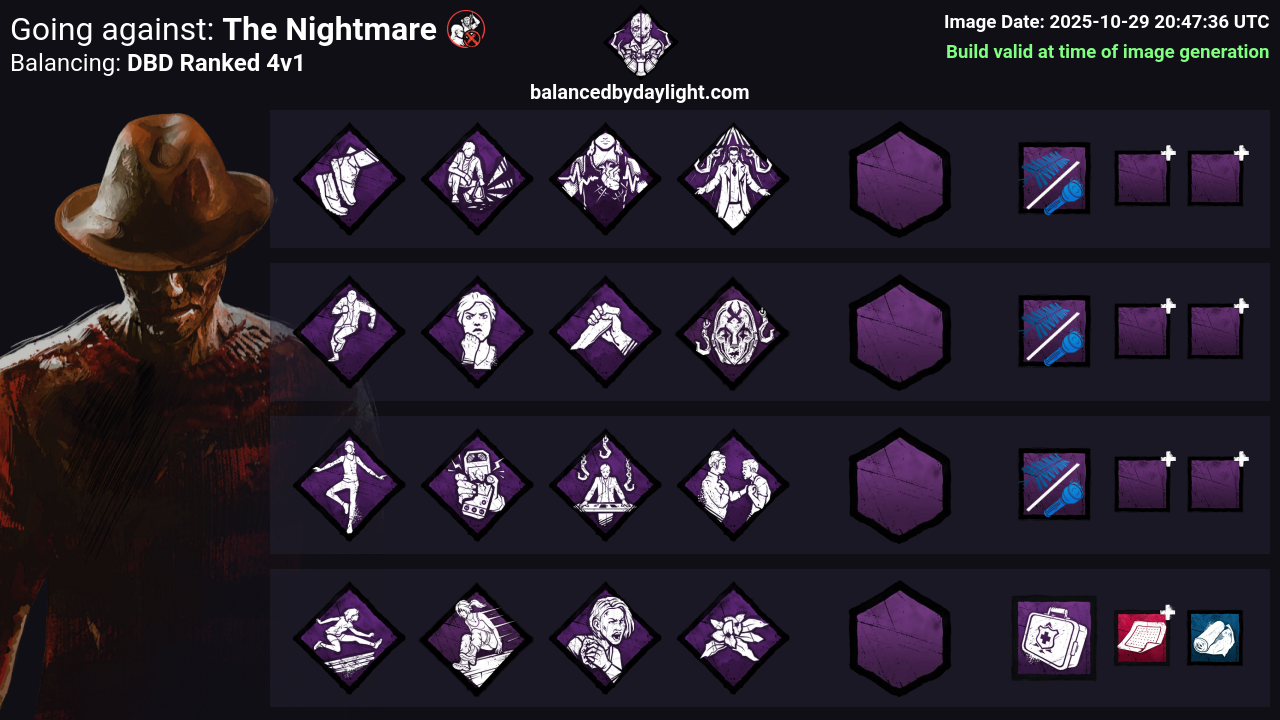 Going against: The Nightmare
Balancing: DBD Ranked 4v1
balancedbydaylight.com
Image Date: 2025-10-29 20:47:36 UTC
Build valid at time of image generation